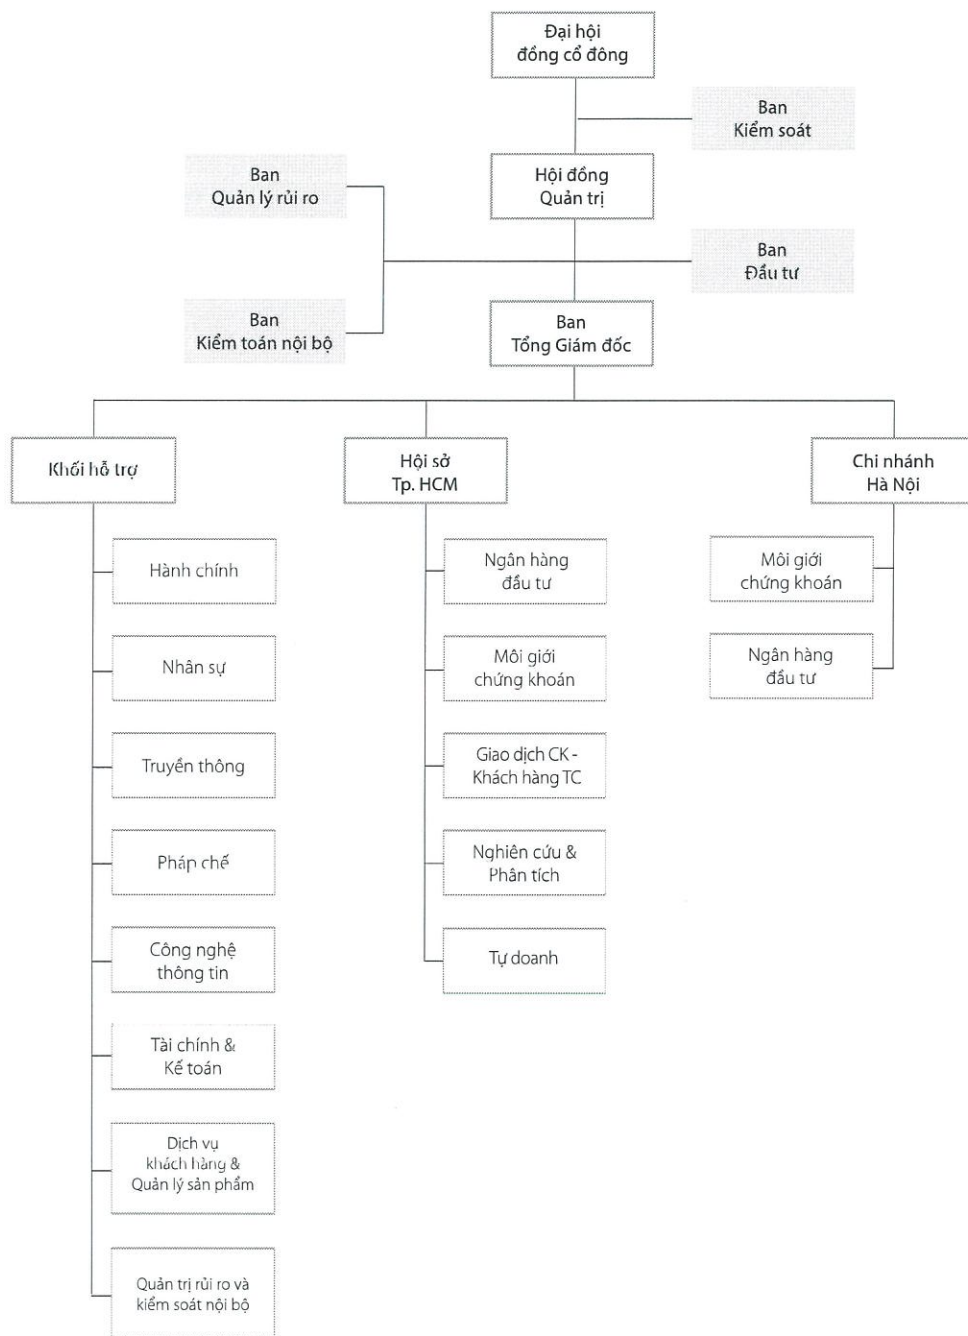 Đại hội
đồng cổ đông
Ban
Kiểm soát
Ban
Quản lý rủi ro
Hội đồng
Quản trị
Ban
Đầu tư
Ban
Kiểm toán nội bộ
Ban
Tổng Giám đốc
Khối hỗ trợ
Hội sở
Tp. HCM
Chi nhánh
Hà Nội
Hành chính
Nhân sự
Truyền thông
Pháp chế
Công nghệ
thông tin
Tài chính &
Kế toán
Dịch vụ
khách hàng &
Quản lý sản phẩm
Quản trị rủi ro và
kiểm soát nội bộ
Ngân hàng
đầu tư
Môi giới
chứng khoán
Giao dịch CK -
Khách hàng TC
Nghiên cứu &
Phân tích
Tự doanh
Môi giới
chứng khoán
Ngân hàng
đầu tư